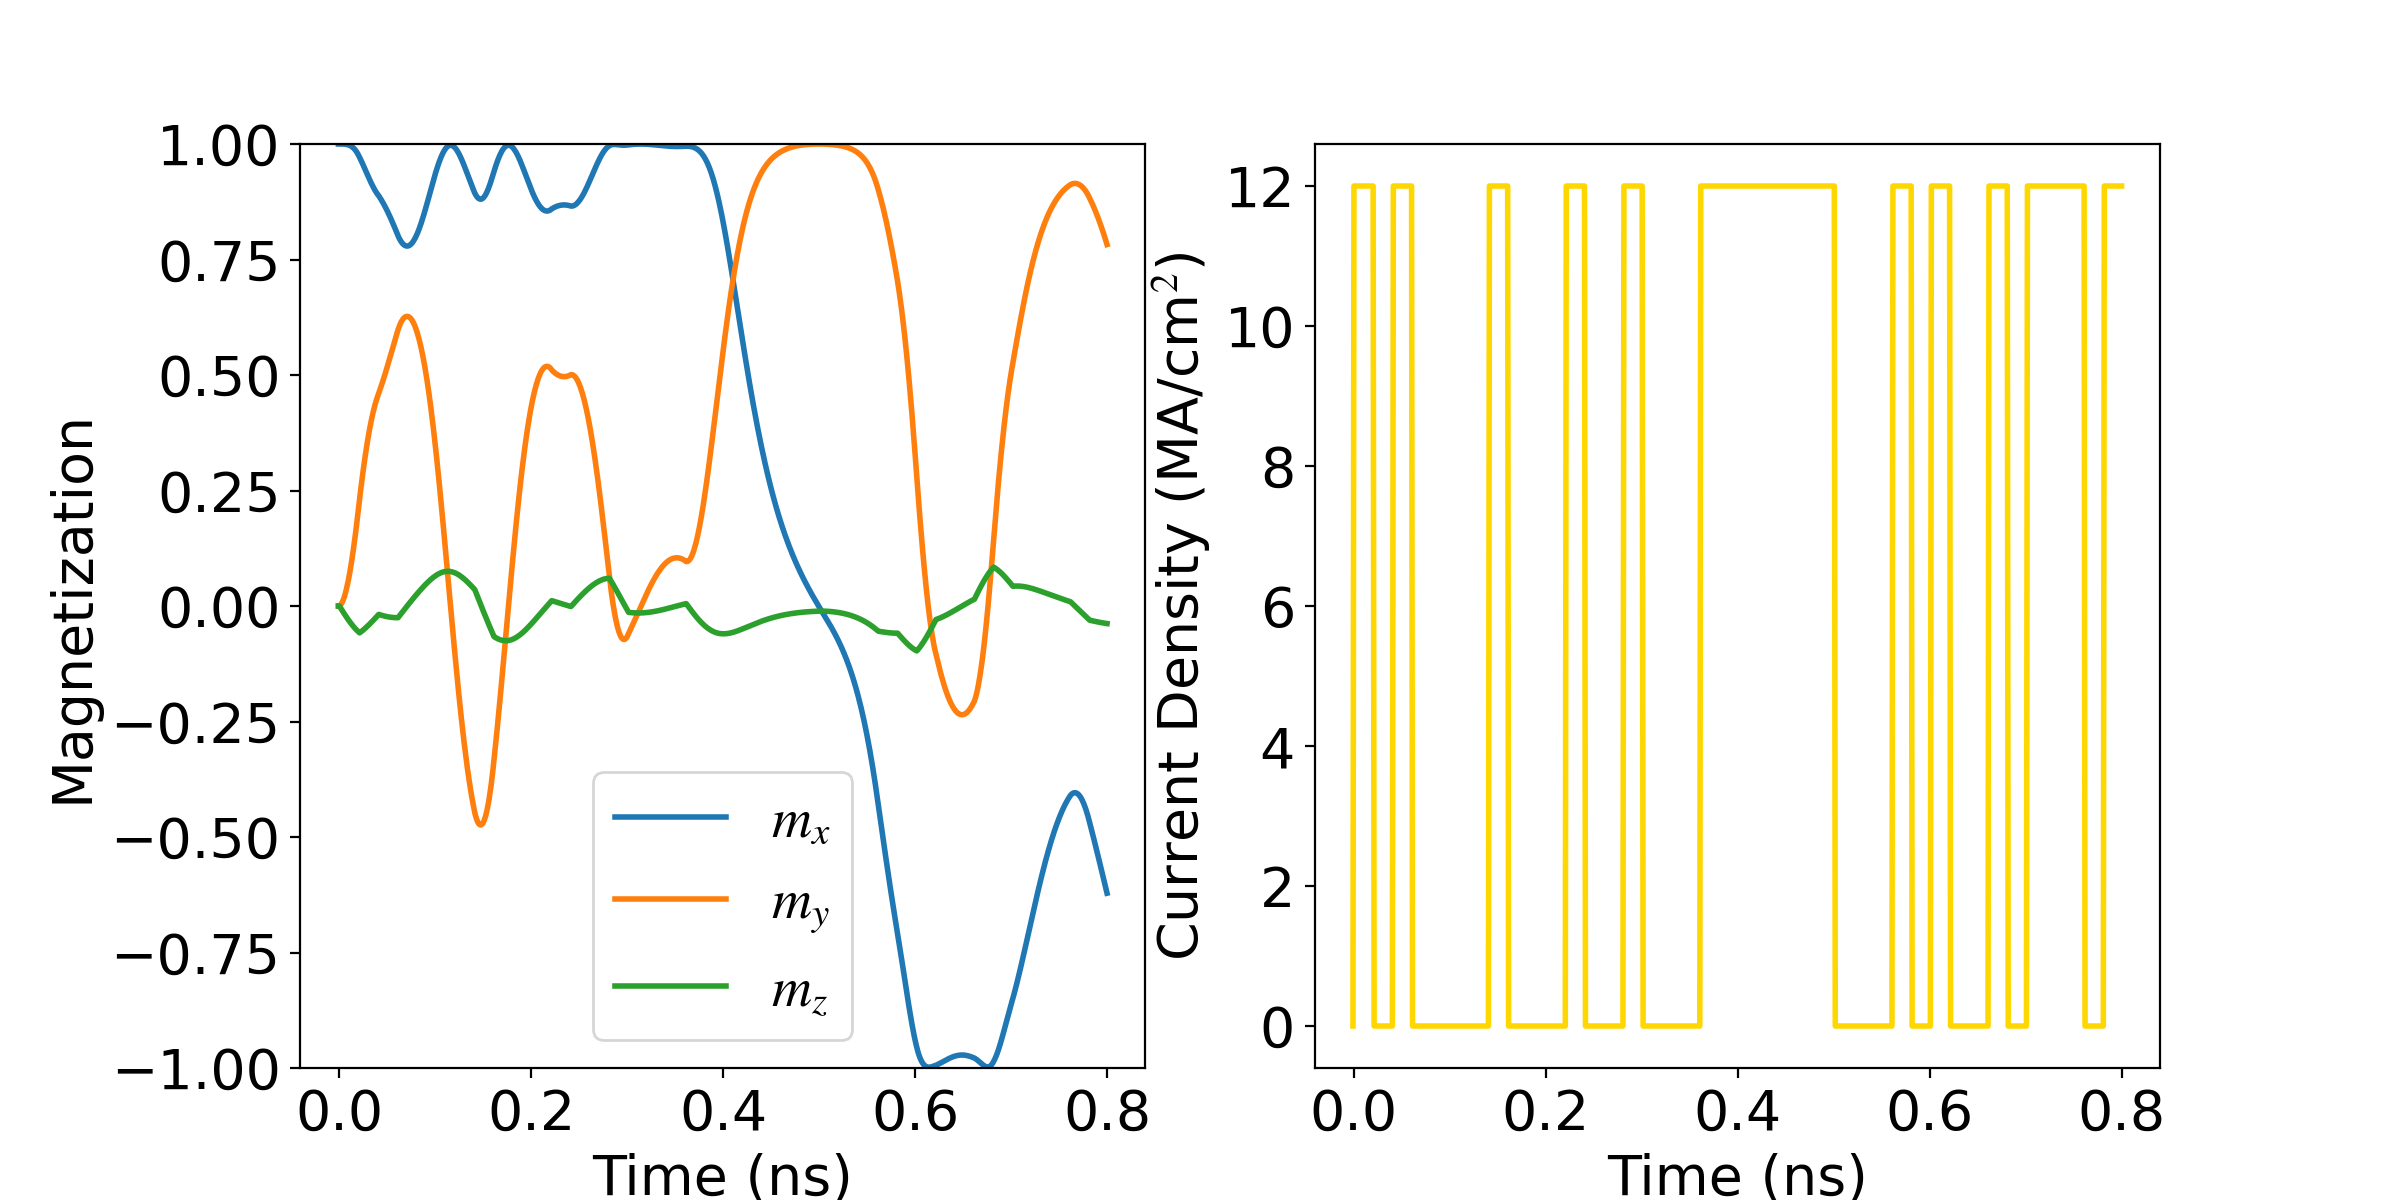 1.00
0.75
0.50
0.25
0.00
−0.25
−0.50
−0.75
−1.00
Magnetization
0.0 0.2 0.4 0.6 0.8
Time (ns)
m_x
m_y
m_z
12
10
8
6
4
2
0
Current Density (MA/cm²)
0.0 0.2 0.4 0.6 0.8
Time (ns)